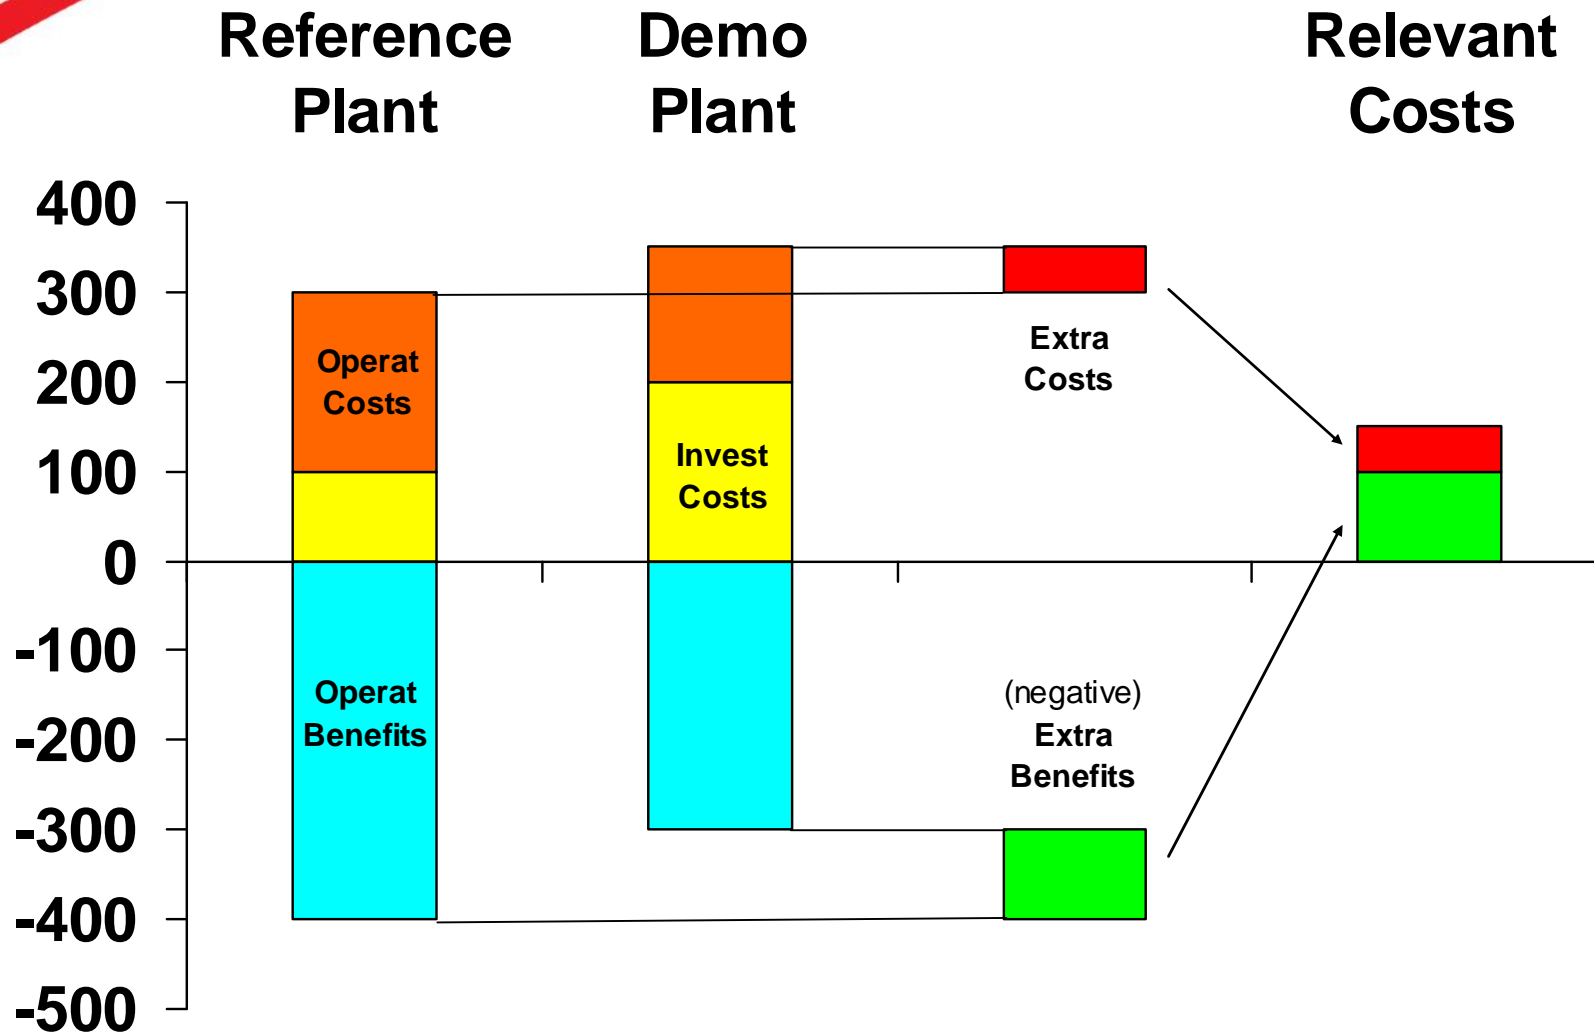 Reference
Plant
Demo
Plant
Relevant
Costs
400
300
200
100
0
-100
-200
-300
-400
-500
Operat
Costs
Operat
Benefits
Invest
Costs
Extra
Costs
(negative)
Extra
Benefits